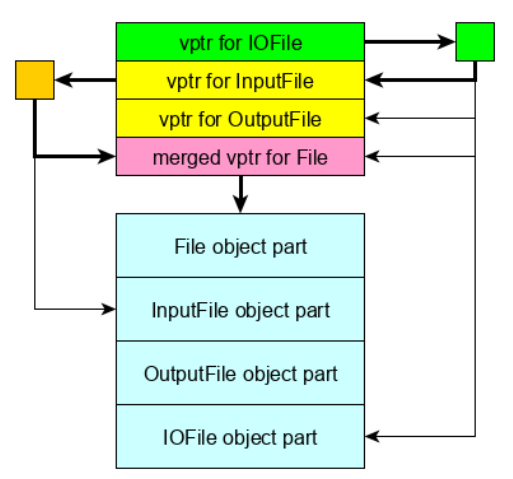 vptr for IOFile
vptr for InputFile
vptr for OutputFile
merged vptr for File
File object part
InputFile object part
OutputFile object part
IOFile object part